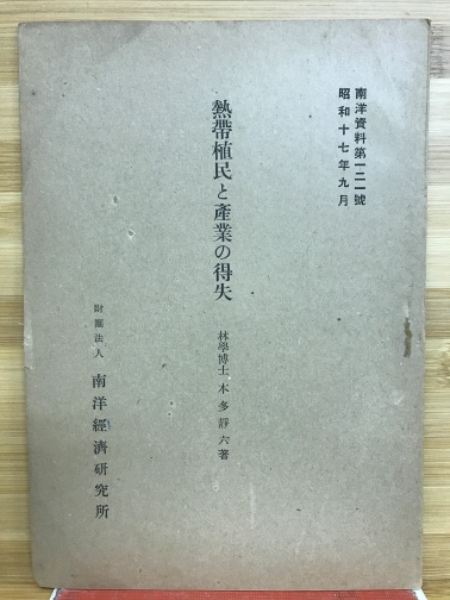 南洋資料第一二一號
昭和十七年九月
熱帶植民と產業の得失
林學博士 本多靜六著
財團法人 南洋經濟研究所